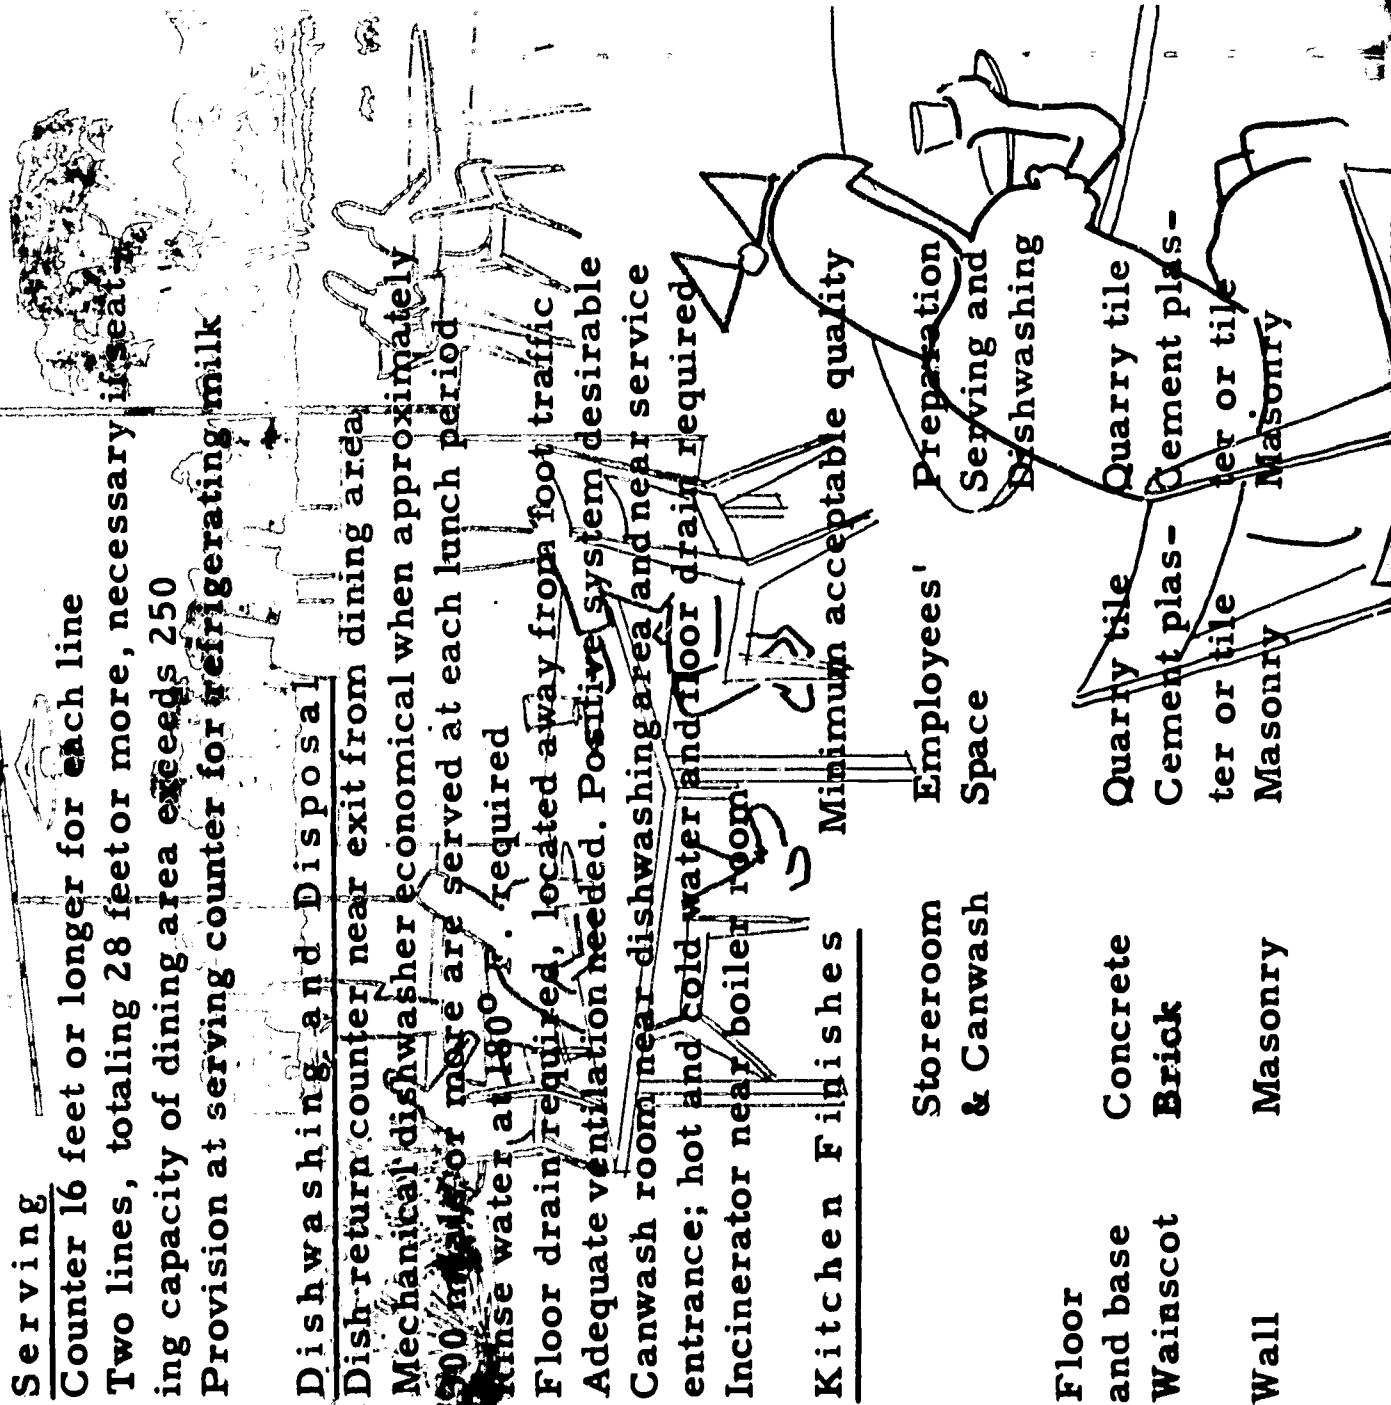 Serving
Counter 16 feet or longer for each line
Two lines, totaling 28 feet or more, necessary if seat-
ing capacity of dining area exceeds 250
Provision at serving counter for refrigerating milk
Dishwashing and Disposal
Dish-return counter near exit from dining area
Mechanical dishwasher economical when approximately
meals or more are served at each lunch period
Rinse water at 180° F. required
Floor drain required, located away from foot traffic
Adequate ventilation needed. Positive system desirable
Canwash room near dishwashing area and near service
entrance; hot and cold water and floor drain required
Incinerator near boiler room
Kitchen Finishes
Minimum acceptable quality
Storeroom Employees' Preparation
& Canwash Space Serving and
Dishwashing
Floor
and base Concrete Quarry tile Quarry tile
Wainscot Brick Cement plas- Cement plas-
ter or tile ter or tile
Wall Masonry Masonry Masonry